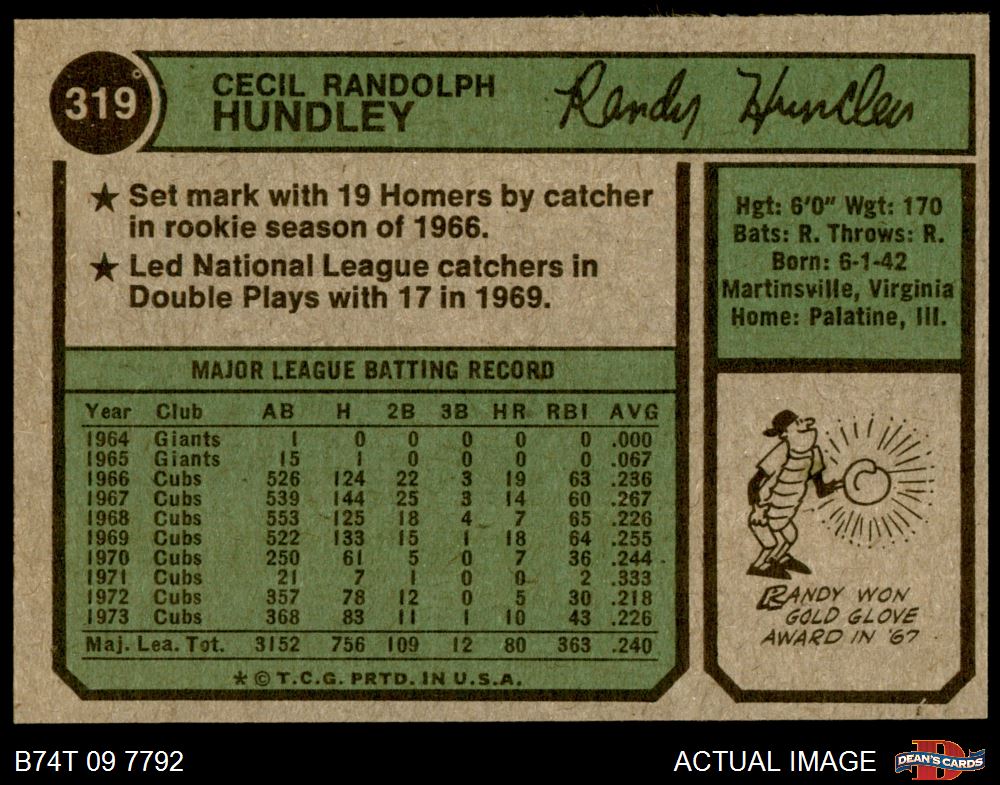 319
CECIL RANDOLPH
HUNDLEY
Randy Hundley
★ Set mark with 19 Homers by catcher
in rookie season of 1966.
★ Led National League catchers in
Double Plays with 17 in 1969.
Hgt: 6'0" Wgt: 170
Bats: R. Throws: R.
Born: 6-1-42
Martinsville, Virginia
Home: Palatine, Ill.
MAJOR LEAGUE BATTING RECORD
Year Club AB H 2B 3B HR RBI AVG
1964 Giants 1 0 0 0 0 0 .000
1965 Giants 15 1 0 0 0 0 .067
1966 Cubs 526 124 22 3 19 63 .236
1967 Cubs 539 144 25 3 14 60 .267
1968 Cubs 553 125 18 4 7 65 .226
1969 Cubs 522 133 15 1 18 64 .255
1970 Cubs 250 61 5 0 7 36 .244
1971 Cubs 21 7 1 0 0 2 .333
1972 Cubs 357 78 12 0 5 30 .218
1973 Cubs 368 83 11 1 10 43 .226
Maj. Lea. Tot. 3152 756 109 12 80 363 .240
* © T.C.G. PRTD. IN U.S.A.
RANDY WON
GOLD GLOVE
AWARD IN '67
B74T 09 7792
ACTUAL IMAGE
DEAN'S CARDS